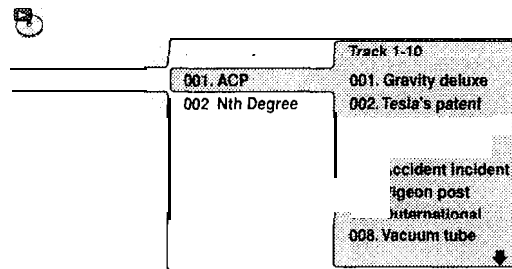 Track 1-10
001. ACP
001. Gravity deluxe
002 Nth Degree
002. Tesla's patent
ccident incident
igeon post
uternational
008. Vacuum tube